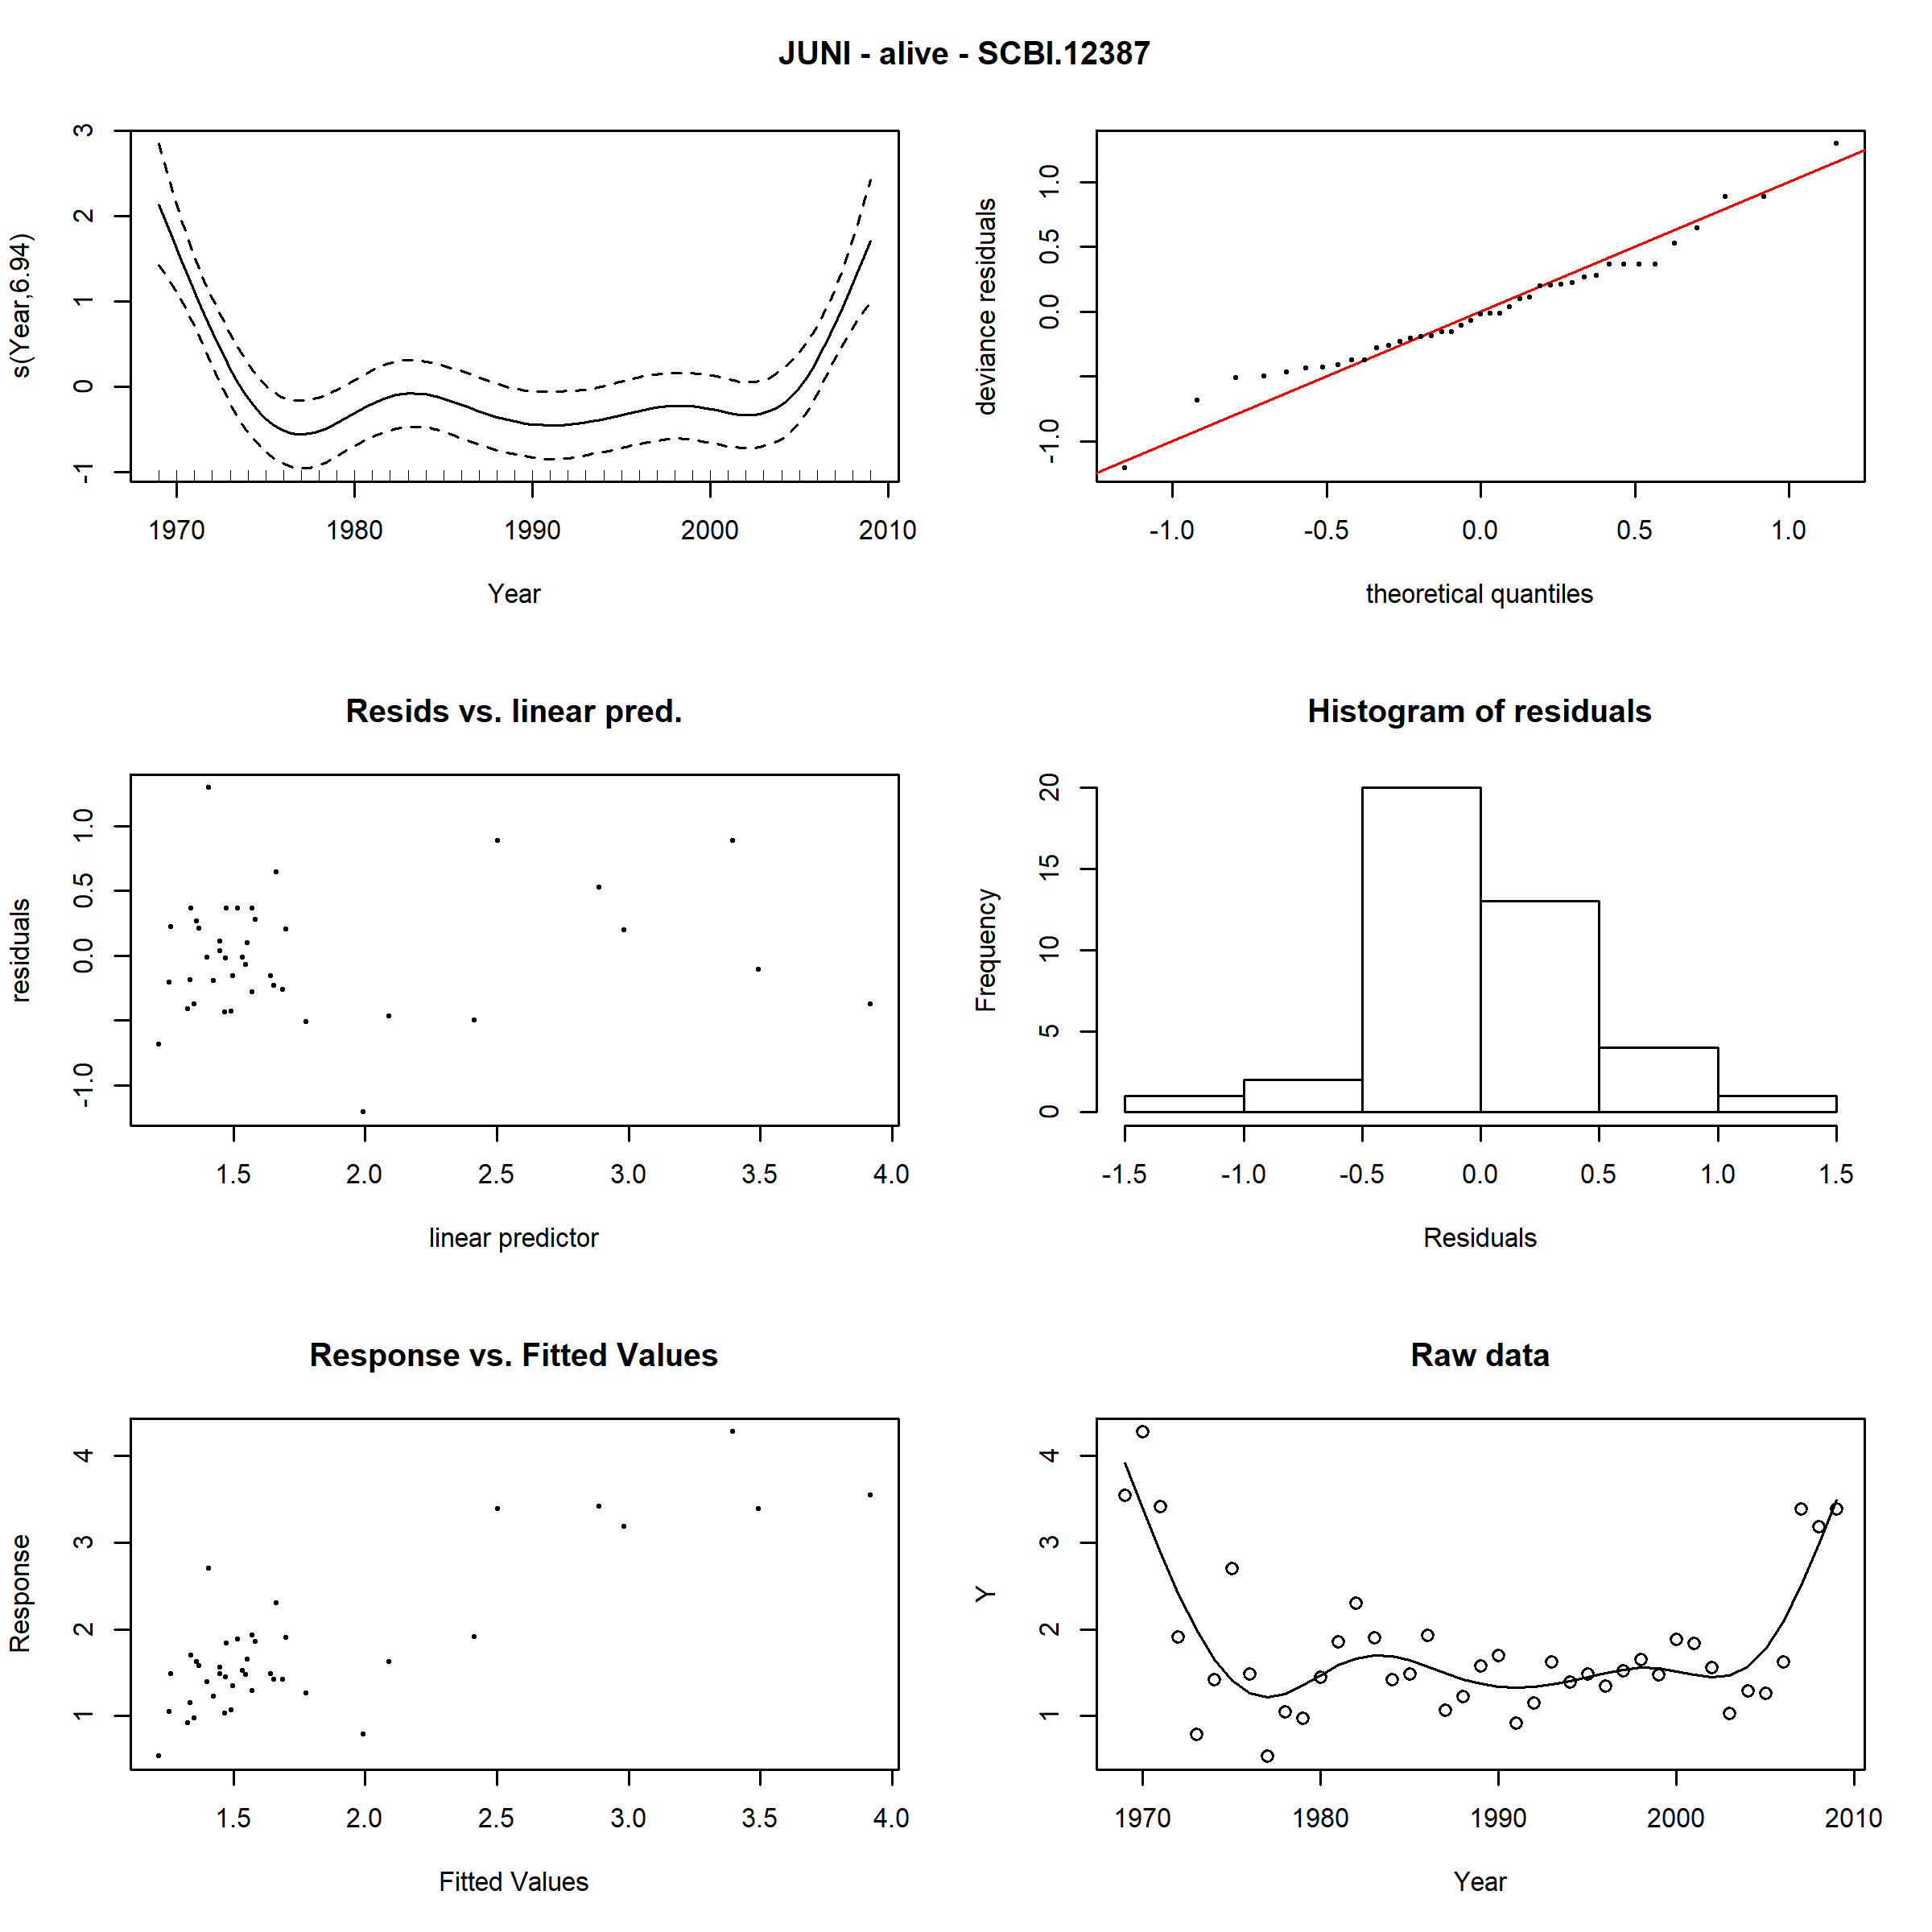 JUNI - alive - SCBI.12387
s(Year,6.94)
-1 0 1 2 3
1970 1980 1990 2000 2010
Year
deviance residuals
-1.0 0.0 0.5 1.0
-1.0 -0.5 0.0 0.5 1.0
theoretical quantiles
Resids vs. linear pred.
residuals
-1.0 0.0 0.5 1.0
1.5 2.0 2.5 3.0 3.5 4.0
linear predictor
Histogram of residuals
Frequency
0 5 10 15 20
-1.5 -1.0 -0.5 0.0 0.5 1.0 1.5
Residuals
Response vs. Fitted Values
Response
1 2 3 4
1.5 2.0 2.5 3.0 3.5 4.0
Fitted Values
Raw data
Y
1 2 3 4
1970 1980 1990 2000 2010
Year